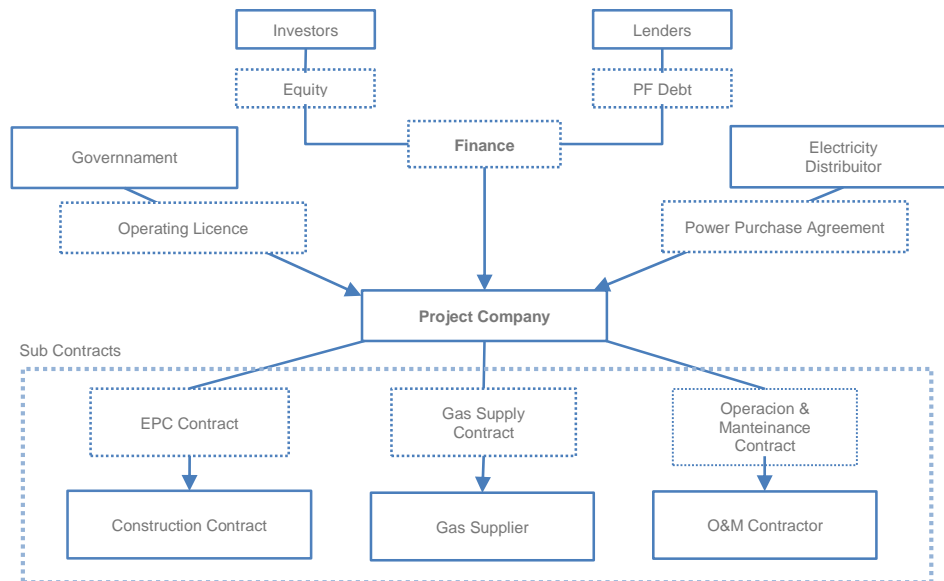 Investors
Lenders
Equity
PF Debt
Finance
Governnament
Electricity
Distribuitor
Operating Licence
Power Purchase Agreement
Project Company
Sub Contracts
EPC Contract
Gas Supply
Contract
Operacion &
Manteinance
Contract
Construction Contract
Gas Supplier
O&M Contractor